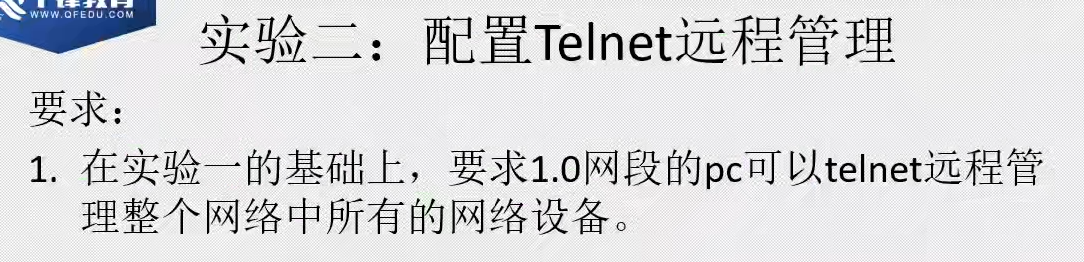 WWW.QFEDU.COM
实验二：配置Telnet远程管理
要求：
1. 在实验一的基础上，要求1.0网段的pc可以telnet远程管
理整个网络中所有的网络设备。